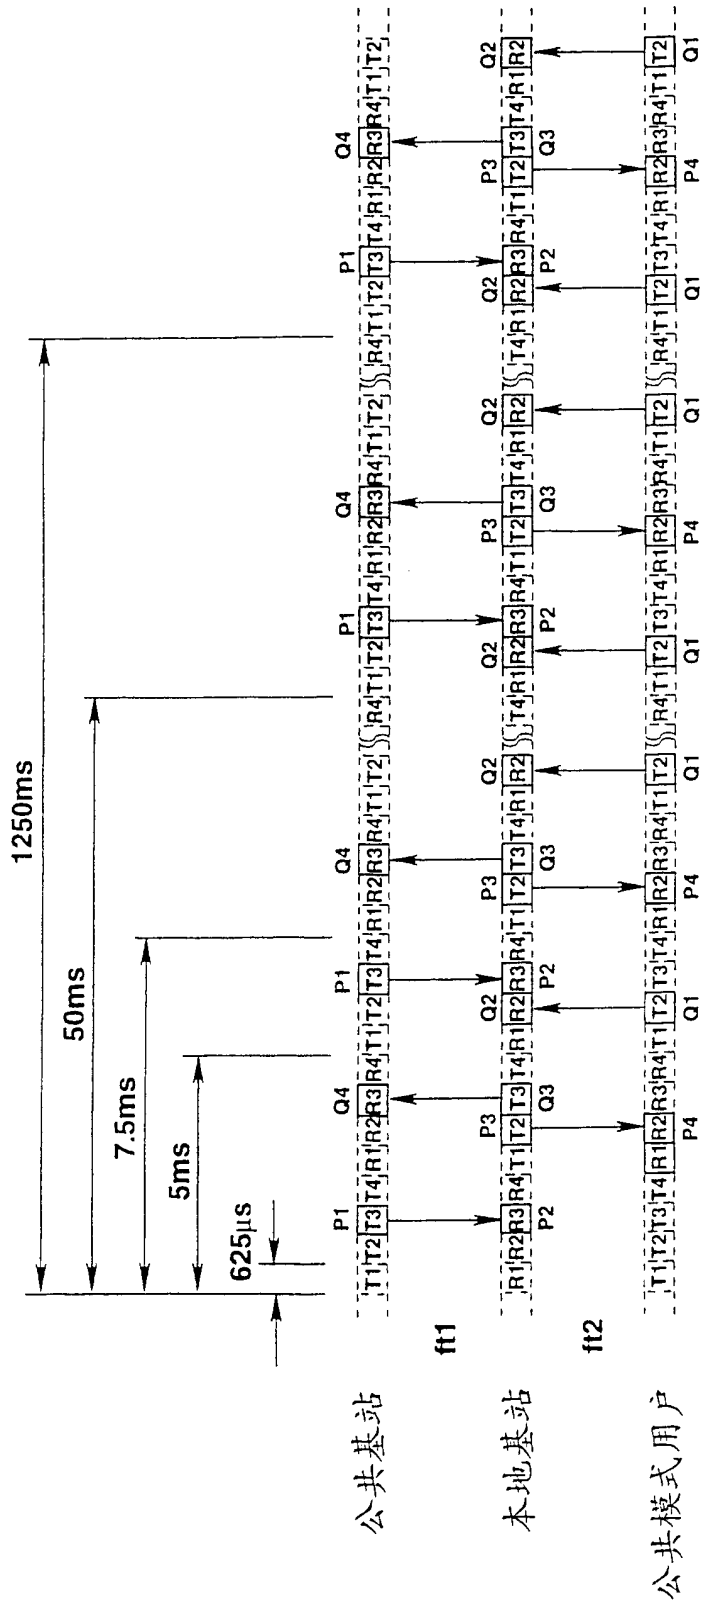 1250ms
50ms
7.5ms
5ms
625µs
P1 Q4 P1 Q4 P1 Q4 P1 Q4
公共基站 T1 T2 T3 T4 R1 R2 R3 R4 T1 T2 T3 T4 R1 R2 R3 R4 T1 T2 R4 T1 T2 T3 T4 R1 R2 R3 R4 T1 T2 R4 T1 T2 T3 T4 R1 R2 R3 R4 T1 T2
ft1
P3 Q2 P3 Q2 Q2 P3 Q2 Q2 P3 Q2
本地基站 R1 R2 R3 R4 T1 T2 T3 T4 R1 R2 R3 R4 T1 T2 T3 T4 R1 R2 T4 R1 R2 R3 R4 T1 T2 T3 T4 R1 R2 T4 R1 R2 R3 R4 T1 T2 T3 T4 R1 R2
P2 Q3 P2 Q3 P2 Q3 P2 Q3
ft2
公共模式用户 T1 T2 T3 T4 R1 R2 R3 R4 T1 T2 T3 T4 R1 R2 R3 R4 T1 T2 R4 T1 T2 T3 T4 R1 R2 R3 R4 T1 T2 R4 T1 T2 T3 T4 R1 R2 R3 R4 T1 T2
P4 Q1 P4 Q1 Q1 P4 Q1 Q1 P4 Q1